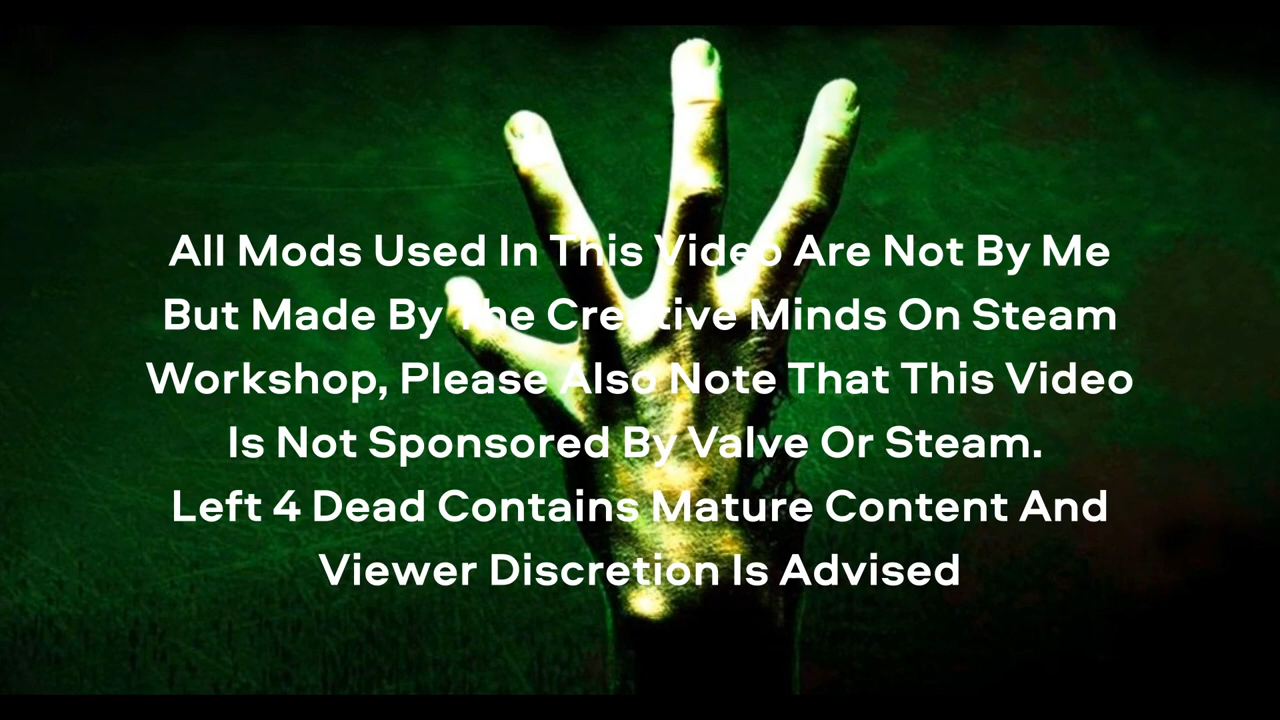 All Mods Used In This Video Are Not By Me
But Made By The Creative Minds On Steam
Workshop, Please Also Note That This Video
Is Not Sponsored By Valve Or Steam.
Left 4 Dead Contains Mature Content And
Viewer Discretion Is Advised